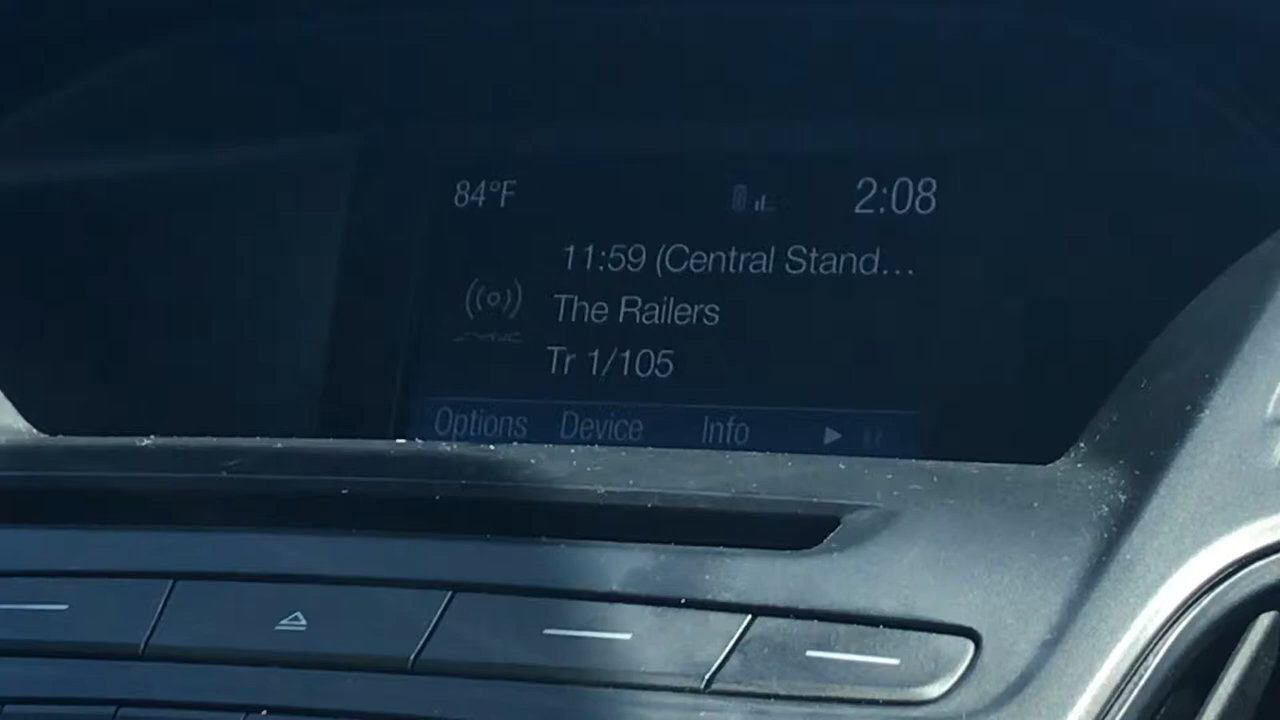 84°F 2:08
11:59 (Central Stand...
The Railers
Tr 1/105
Options Device Info